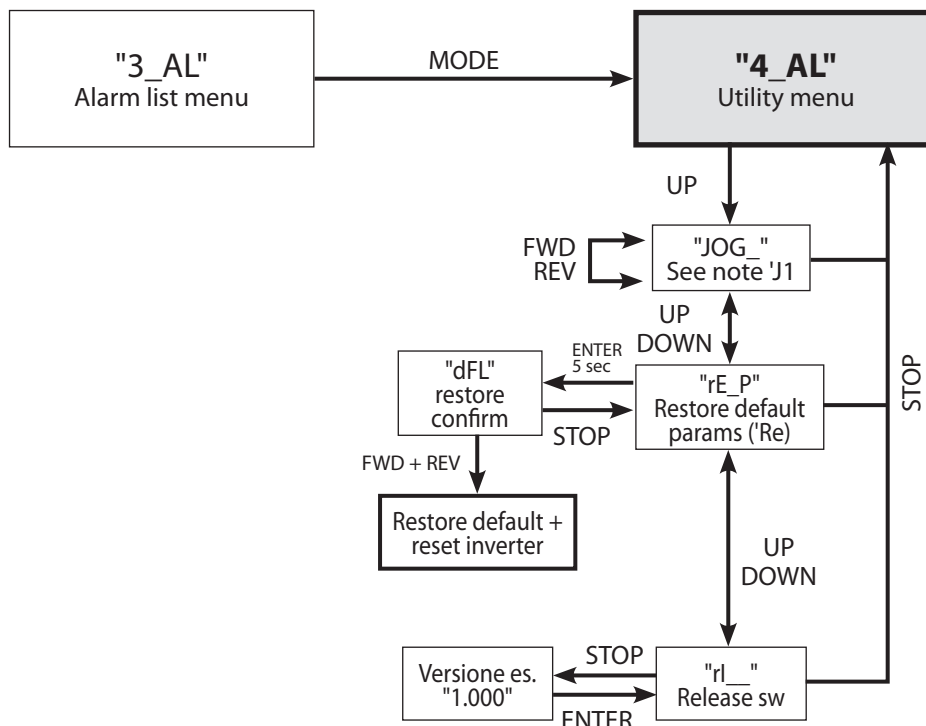 "3_AL"
Alarm list menu
MODE
"4_AL"
Utility menu
UP
FWD
REV
"JOG_"
See note 'J1
UP
DOWN
STOP
"dFL"
restore
confirm
ENTER
5 sec
STOP
"rE_P"
Restore default
params ('Re)
FWD + REV
Restore default +
reset inverter
UP
DOWN
Versione es.
"1.000"
STOP
ENTER
"rl__"
Release sw